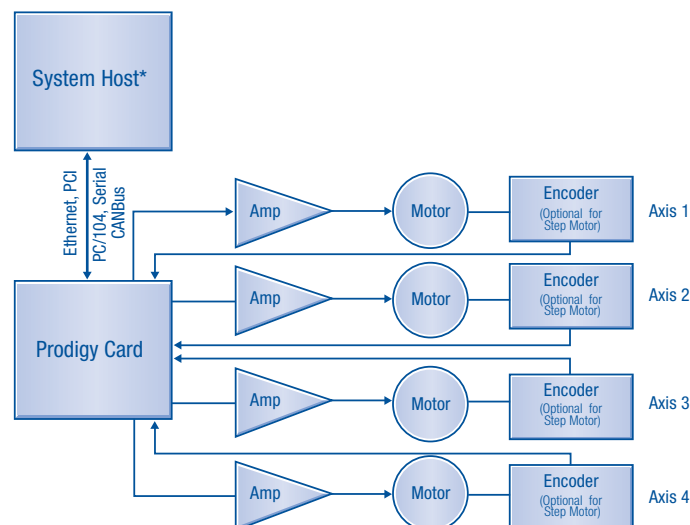 System Host*
Ethernet, PCI
PC/104, Serial
CANBus
Prodigy Card
Amp
Motor
Encoder
(Optional for
Step Motor)
Axis 1
Amp
Motor
Encoder
(Optional for
Step Motor)
Axis 2
Amp
Motor
Encoder
(Optional for
Step Motor)
Axis 3
Amp
Motor
Encoder
(Optional for
Step Motor)
Axis 4